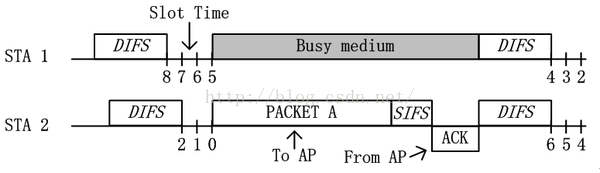 Slot Time
DIFS Busy medium DIFS
STA 1
8 7 6 5 4 3 2
http://blog.csdn.net/
DIFS PACKET A SIFS DIFS
STA 2
ACK
2 1 0 6 5 4
To AP From AP